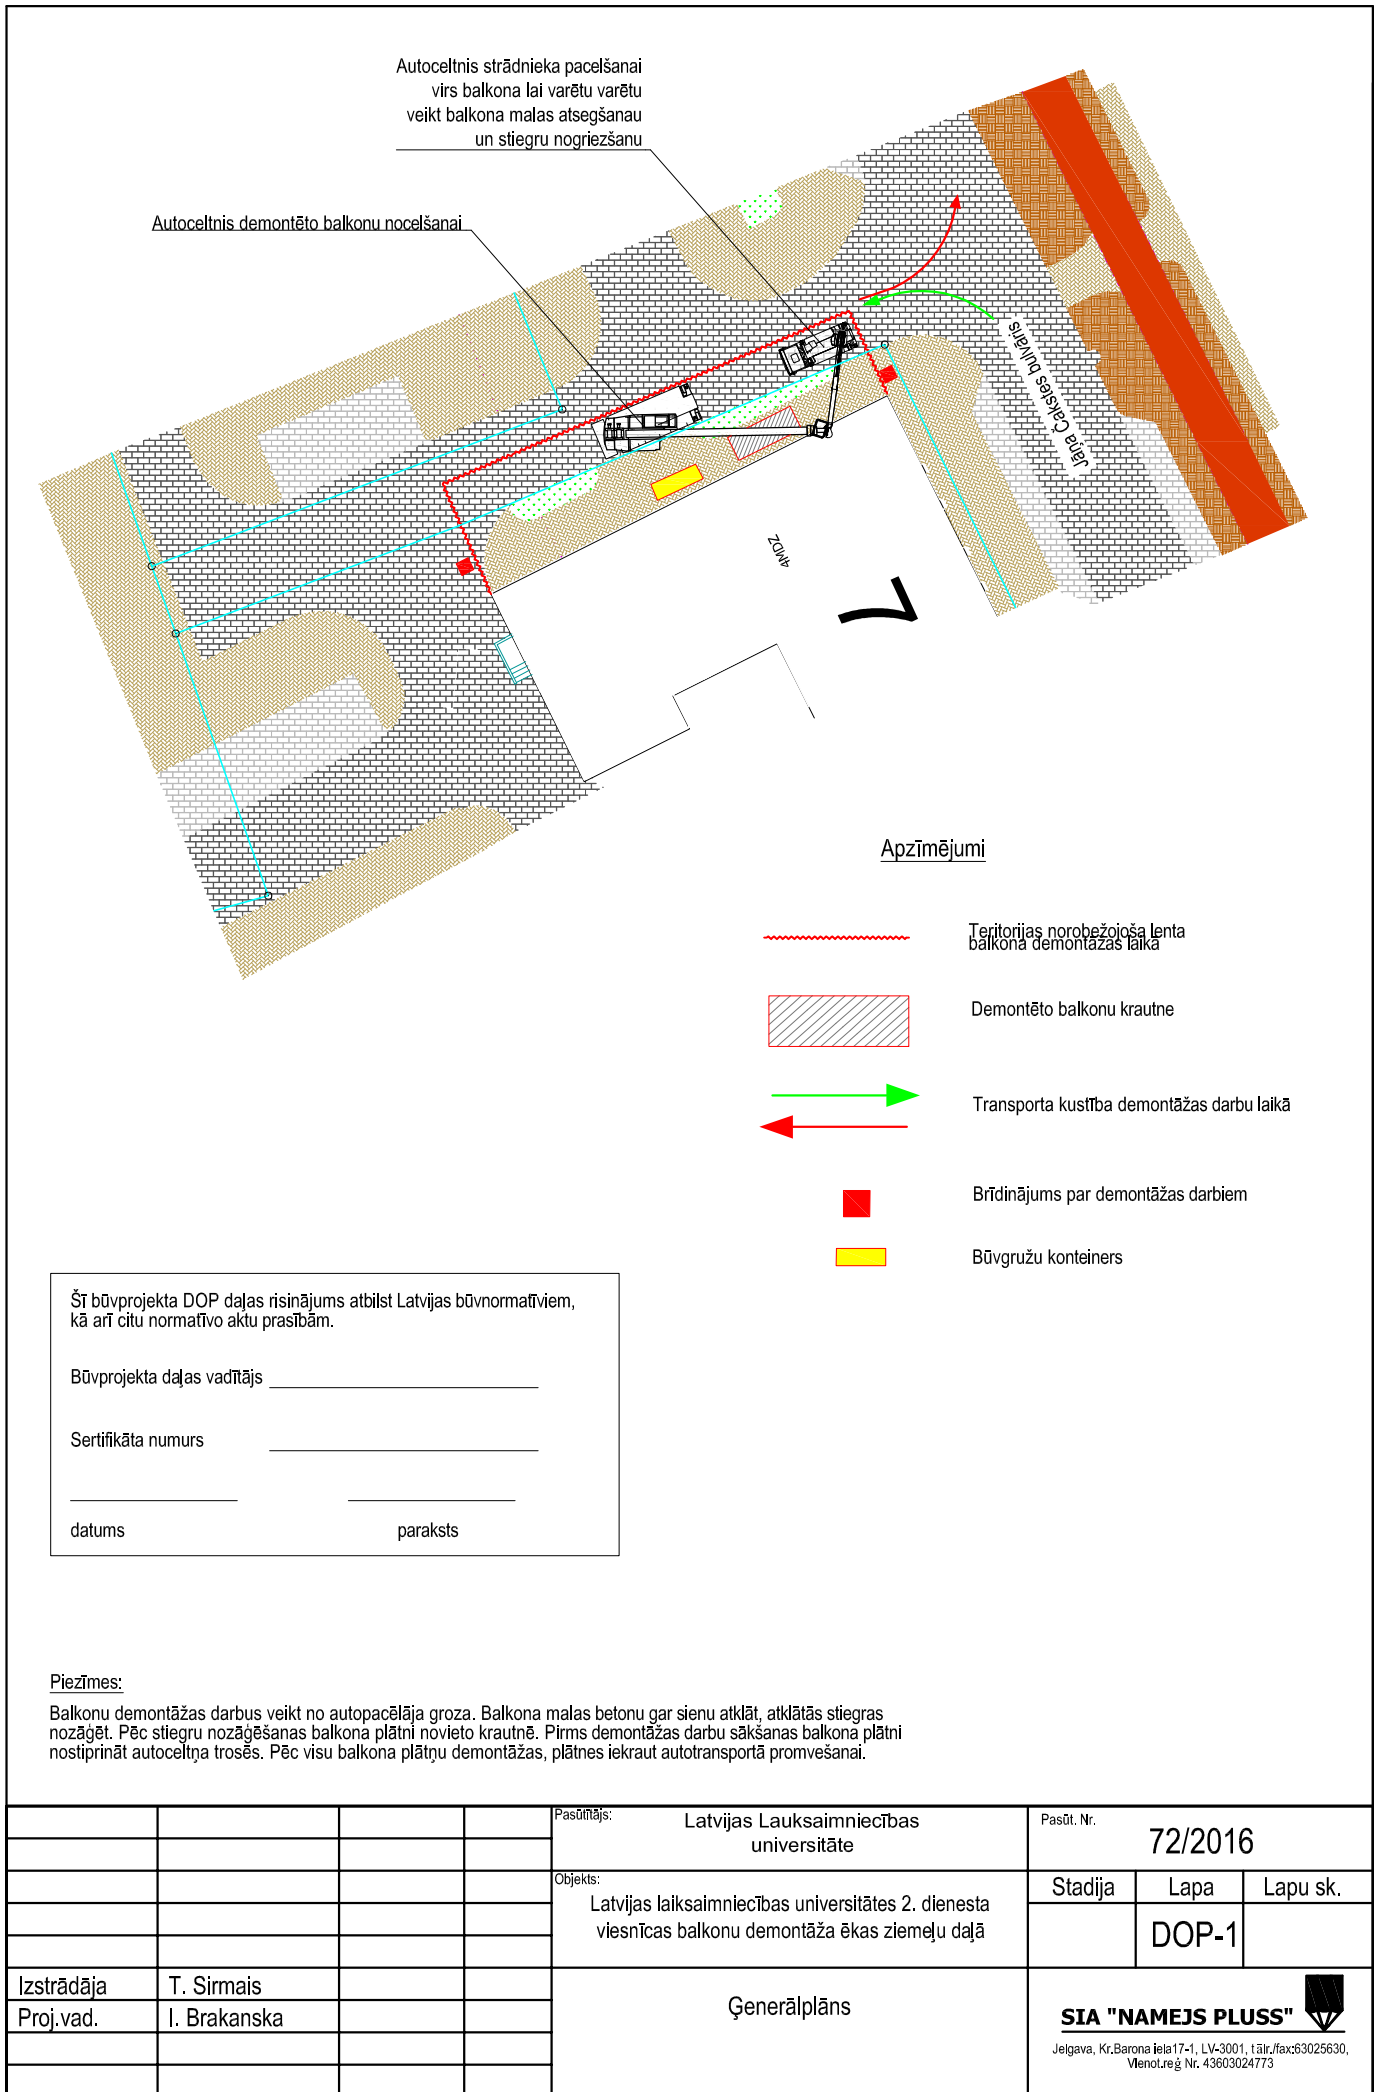 Autoceltnis strādnieka pacelšanai
virs balkona lai varētu varētu
veikt balkona malas atsegšanau
un stiegru nogriezšanu
Autoceltnis demontēto balkonu nocelšanai
Jāņa Čakstes bulvāris
4MDZ
7
Apzīmējumi
Teritorijas norobežojoša lenta
balkona demontāžas laikā
Demontēto balkonu krautne
Transporta kustība demontāžas darbu laikā
Brīdinājums par demontāžas darbiem
Būvgružu konteiners
Šī būvprojekta DOP daļas risinājums atbilst Latvijas būvnormatīviem,
kā arī citu normatīvo aktu prasībām.
Būvprojekta daļas vadītājs
Sertifikāta numurs
datums paraksts
Piezīmes:
Balkonu demontāžas darbus veikt no autopacēlāja groza. Balkona malas betonu gar sienu atklāt, atklātās stiegras
nozāģēt. Pēc stiegru nozāģēšanas balkona plātni novieto krautnē. Pirms demontāžas darbu sākšanas balkona plātni
nostiprināt autoceltņa trosēs. Pēc visu balkona plātņu demontāžas, plātnes iekraut autotransportā promvešanai.
Pasūtītājs:
Latvijas Lauksaimniecības
universitāte
Pasūt. Nr.
72/2016
Objekts:
Latvijas laiksaimniecības universitātes 2. dienesta
viesnīcas balkonu demontāža ēkas ziemeļu daļā
Stadija Lapa Lapu sk.
DOP-1
Izstrādāja T. Sirmais
Proj.vad. I. Brakanska
Ģenerālplāns
SIA "NAMEJS PLUSS"
Jelgava, Kr.Barona iela17-1, LV-3001, tālr./fax:63025630,
Vienot.reģ Nr. 43603024773